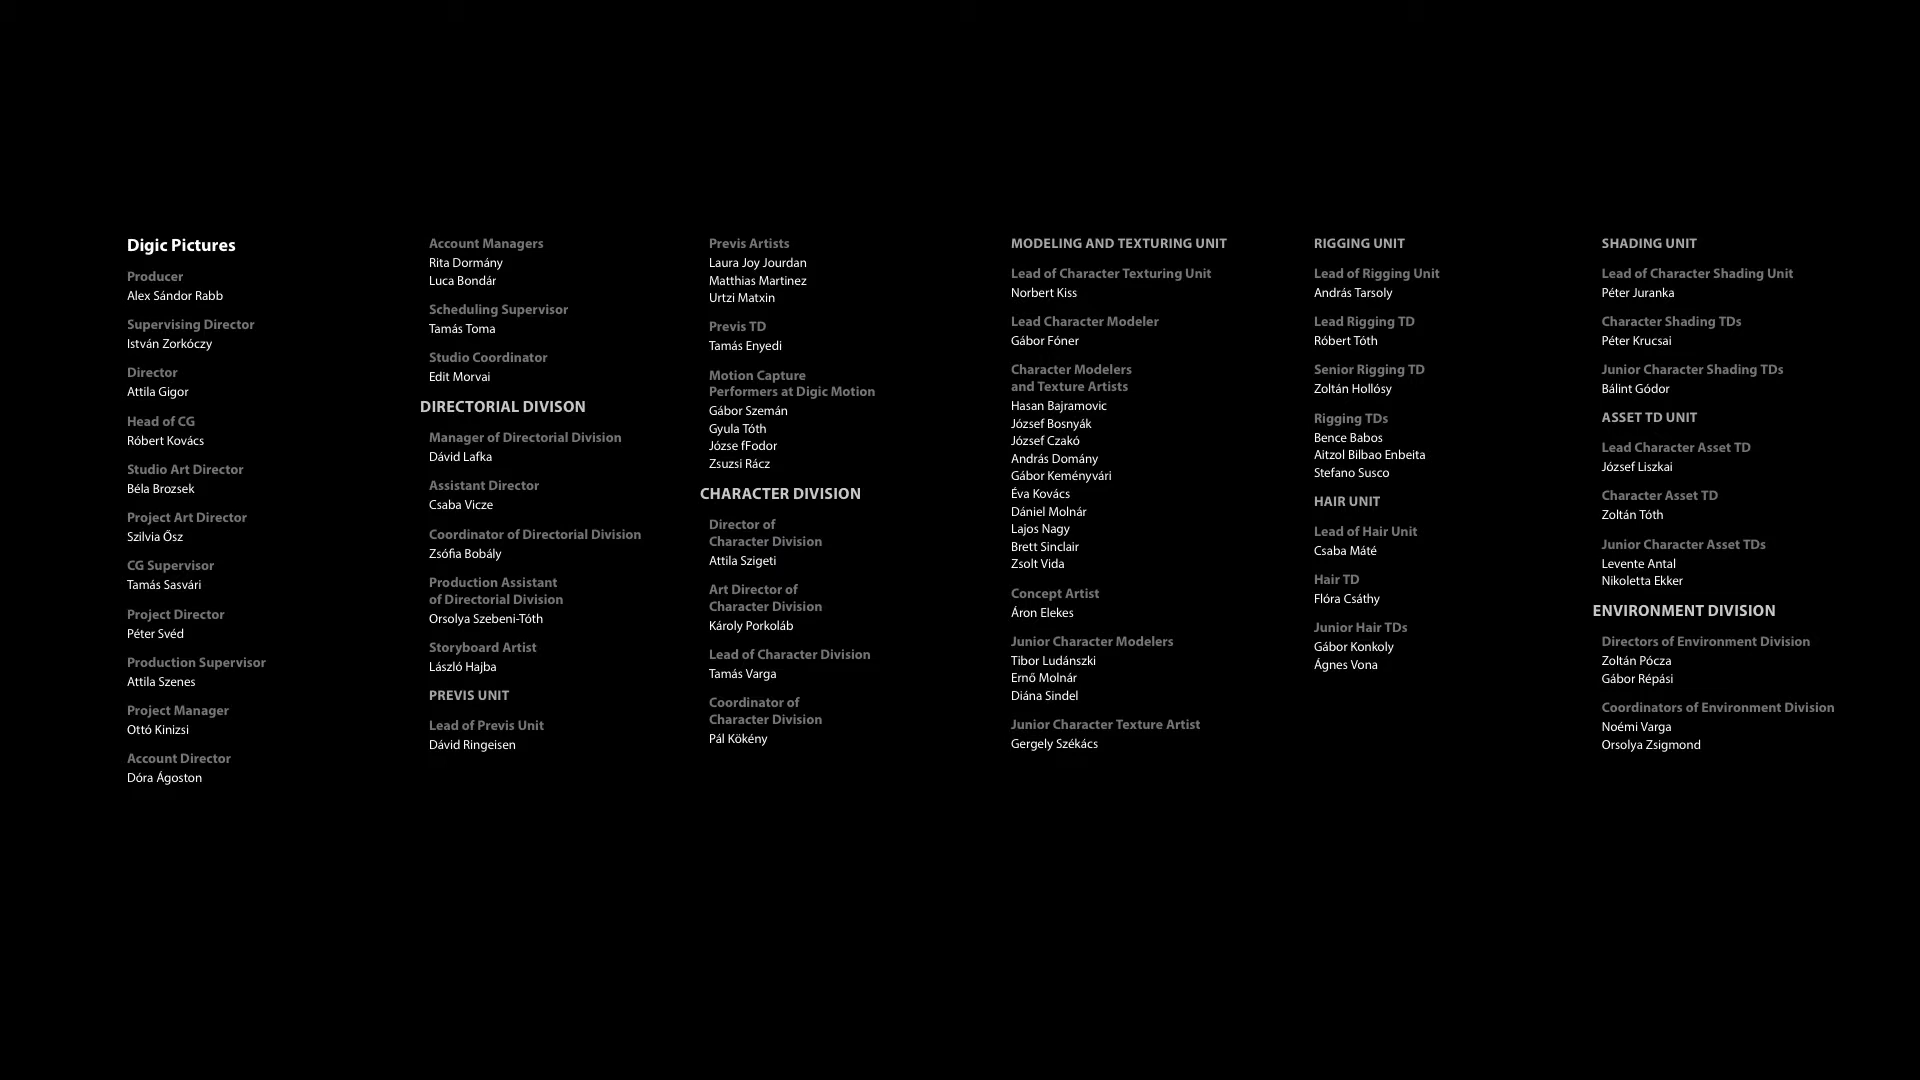 Digic Pictures
Producer
Alex Sándor Rabb
Supervising Director
István Zorkóczy
Director
Attila Gigor
Head of CG
Róbert Kovács
Studio Art Director
Béla Brozsek
Project Art Director
Szilvia Ősz
CG Supervisor
Tamás Sasvári
Project Director
Péter Svéd
Production Supervisor
Attila Szenes
Project Manager
Ottó Kinizsi
Account Director
Dóra Ágoston
Account Managers
Rita Dormány
Luca Bondár
Scheduling Supervisor
Tamás Toma
Studio Coordinator
Edit Morvai
DIRECTORIAL DIVISON
Manager of Directorial Division
Dávid Lafka
Assistant Director
Csaba Vicze
Coordinator of Directorial Division
Zsófia Bobály
Production Assistant
of Directorial Division
Orsolya Szebeni-Tóth
Storyboard Artist
László Hajba
PREVIS UNIT
Lead of Previs Unit
Dávid Ringeisen
Previs Artists
Laura Joy Jourdan
Matthias Martinez
Urtzi Matxin
Previs TD
Tamás Enyedi
Motion Capture
Performers at Digic Motion
Gábor Szemán
Gyula Tóth
Józse fFodor
Zsuzsi Rácz
CHARACTER DIVISION
Director of
Character Division
Attila Szigeti
Art Director of
Character Division
Károly Porkoláb
Lead of Character Division
Tamás Varga
Coordinator of
Character Division
Pál Kökény
MODELING AND TEXTURING UNIT
Lead of Character Texturing Unit
Norbert Kiss
Lead Character Modeler
Gábor Fóner
Character Modelers
and Texture Artists
Hasan Bajramovic
József Bosnyák
József Czakó
András Domány
Gábor Keményvári
Éva Kovács
Dániel Molnár
Lajos Nagy
Brett Sinclair
Zsolt Vida
Concept Artist
Áron Elekes
Junior Character Modelers
Tibor Ludánszki
Ernő Molnár
Diána Sindel
Junior Character Texture Artist
Gergely Székács
RIGGING UNIT
Lead of Rigging Unit
András Tarsoly
Lead Rigging TD
Róbert Tóth
Senior Rigging TD
Zoltán Hollósy
Rigging TDs
Bence Babos
Aitzol Bilbao Enbeita
Stefano Susco
HAIR UNIT
Lead of Hair Unit
Csaba Máté
Hair TD
Flóra Csáthy
Junior Hair TDs
Gábor Konkoly
Ágnes Vona
SHADING UNIT
Lead of Character Shading Unit
Péter Juranka
Character Shading TDs
Péter Krucsai
Junior Character Shading TDs
Bálint Gódor
ASSET TD UNIT
Lead Character Asset TD
József Liszkai
Character Asset TD
Zoltán Tóth
Junior Character Asset TDs
Levente Antal
Nikoletta Ekker
ENVIRONMENT DIVISION
Directors of Environment Division
Zoltán Pócza
Gábor Répási
Coordinators of Environment Division
Noémi Varga
Orsolya Zsigmond